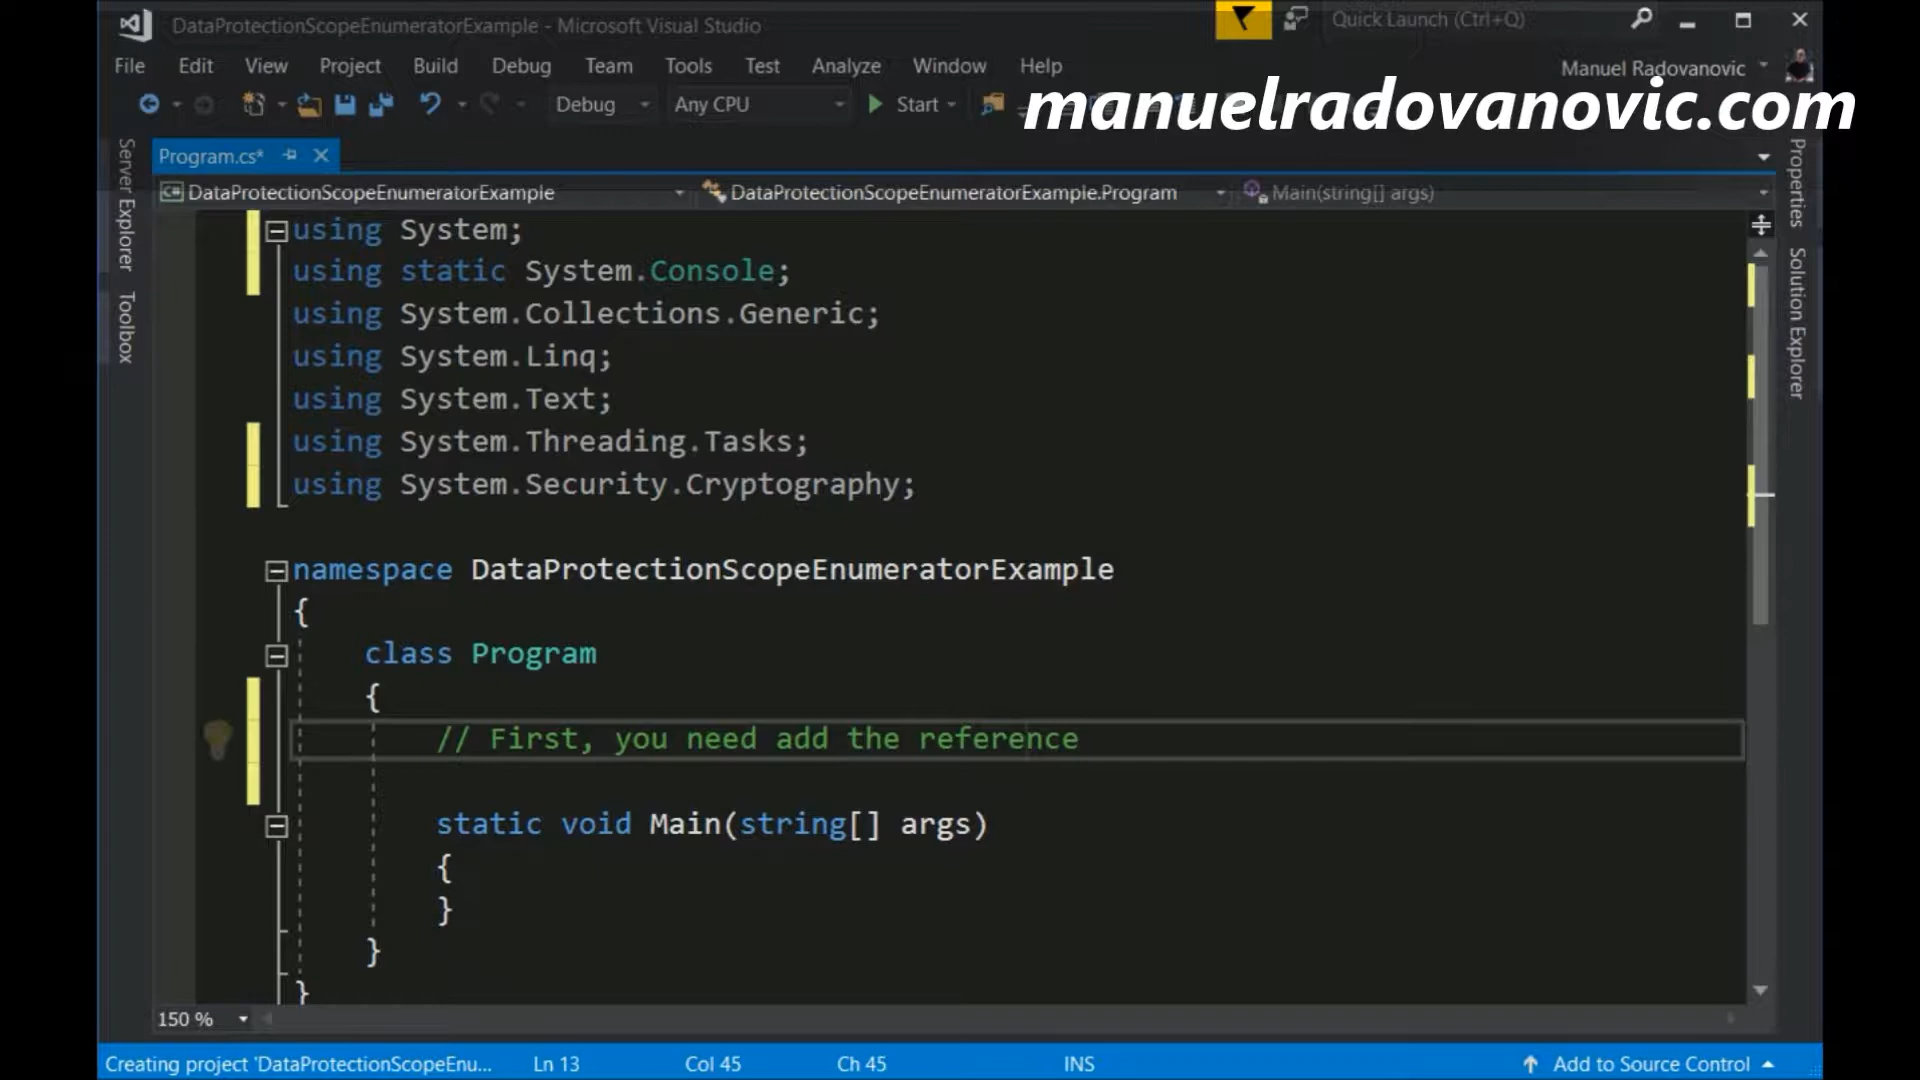 DataProtectionScopeEnumeratorExample - Microsoft Visual Studio
Quick Launch (Ctrl+Q)
File Edit View Project Build Debug Team Tools Test Analyze Window Help
Manuel Radovanovic
manuelradovanovic.com
Debug Any CPU Start
Program.cs*
DataProtectionScopeEnumeratorExample DataProtectionScopeEnumeratorExample.Program Main(string[] args)
Server Explorer
Toolbox
Properties
Solution Explorer
using System;
using static System.Console;
using System.Collections.Generic;
using System.Linq;
using System.Text;
using System.Threading.Tasks;
using System.Security.Cryptography;
namespace DataProtectionScopeEnumeratorExample
{
class Program
{
// First, you need add the reference
static void Main(string[] args)
{
}
}
}
150 %
Creating project 'DataProtectionScopeEnu... Ln 13 Col 45 Ch 45 INS Add to Source Control